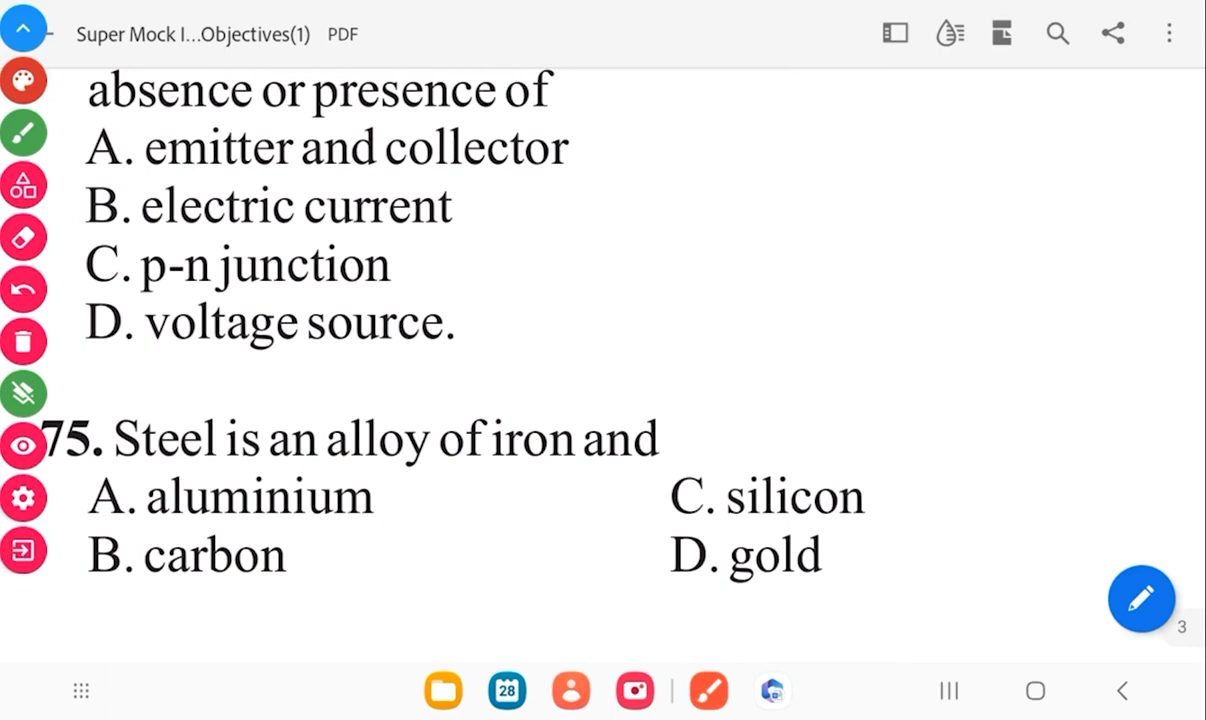 Super Mock I...Objectives(1) PDF
absence or presence of
A. emitter and collector
B. electric current
C. p-n junction
D. voltage source.
75. Steel is an alloy of iron and
A. aluminium C. silicon
B. carbon D. gold
3
28